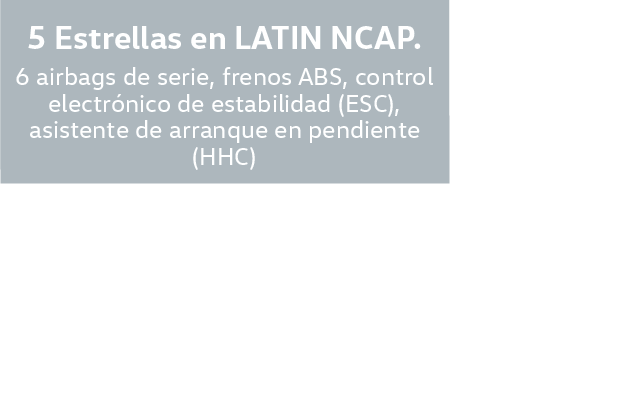 5 Estrellas en LATIN NCAP.
6 airbags de serie, frenos ABS, control
electrónico de estabilidad (ESC),
asistente de arranque en pendiente
(HHC)